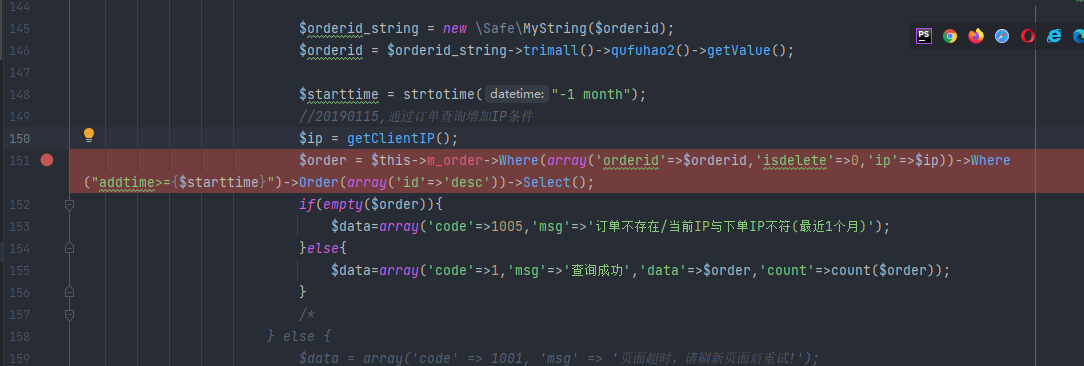 144
145 $orderid_string = new \Safe\MyString($orderid);
146 $orderid = $orderid_string->trimall()->qufuhao2()->getValue();
147
148 $starttime = strtotime( datetime: "-1 month");
149 //20190115,通过订单查询增加IP条件
150 $ip = getClientIP();
151 $order = $this->m_order->Where(array('orderid'=>$orderid,'isdelete'=>0,'ip'=>$ip))->Where
("addtime>={$starttime}")->Order(array('id'=>'desc'))->Select();
152 if(empty($order)){
153 $data=array('code'=>1005,'msg'=>'订单不存在/当前IP与下单IP不符(最近1个月)');
154 }else{
155 $data=array('code'=>1,'msg'=>'查询成功','data'=>$order,'count'=>count($order));
156 }
157 /*
158 } else {
159 $data = array('code' => 1001, 'msg' => '页面超时，请刷新页面后重试!');
PS